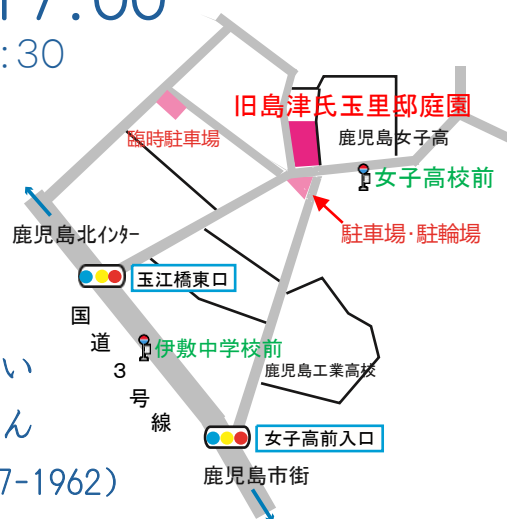 17:00
:30
旧島津氏玉里邸庭園
臨時駐車場
鹿児島女子高
女子高校前
駐車場・駐輪場
鹿児島北インター
玉江橋東口
国道3号線
伊敷中学校前
鹿児島工業高校
い
ん
女子高前入口
鹿児島市街
7-1962)